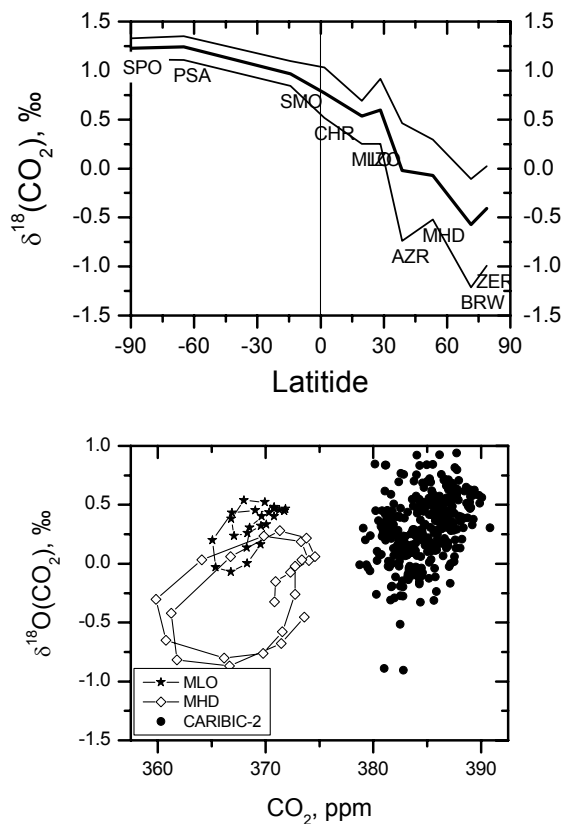 1.5 1.5
1.0 1.0
0.5 0.5
0.0 0.0
-0.5 -0.5
-1.0 -1.0
-1.5 -1.5
δ¹⁸(CO₂), ‰
SPO PSA SMO
CHR
MLO
MHD
AZR ZER
BRW
-90 -60 -30 0 30 60 90
Latitide
1.0
0.5
0.0
-0.5
-1.0
-1.5
δ¹⁸O(CO₂), ‰
MLO
MHD
CARIBIC-2
360 370 380 390
CO₂, ppm